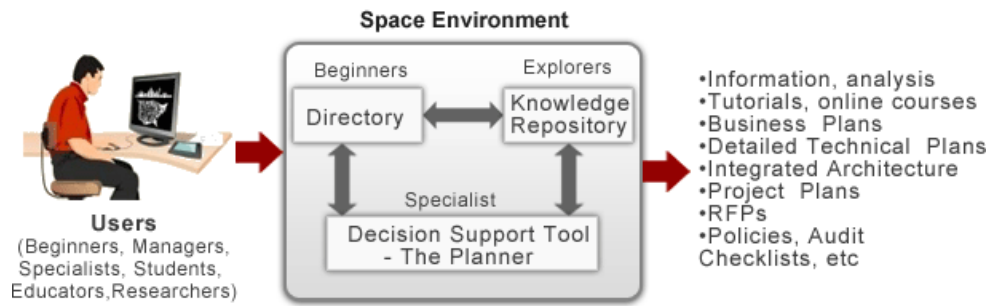 Space Environment
Beginners
Explorers
Directory
Knowledge
Repository
Specialist
Decision Support Tool
- The Planner
Users
(Beginners, Managers,
Specialists, Students,
Educators,Researchers)
•Information, analysis
•Tutorials, online courses
•Business Plans
•Detailed Technical Plans
•Integrated Architecture
•Project Plans
•RFPs
•Policies, Audit
Checklists, etc